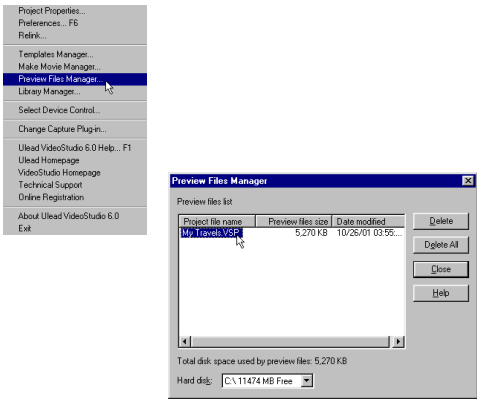 Project Properties...
Preferences... F6
Relink...
Templates Manager...
Make Movie Manager...
Preview Files Manager...
Library Manager...
Select Device Control...
Change Capture Plug-in...
Ulead VideoStudio 6.0 Help... F1
Ulead Homepage
VideoStudio Homepage
Technical Support
Online Registration
About Ulead VideoStudio 6.0
Exit
Preview Files Manager
Preview files list
Project file name Preview files size Date modified
My Travels.VSP 5,270 KB 10/26/01 03:55:...
Delete
Delete All
Close
Help
Total disk space used by preview files: 5,270 KB
Hard disk: C:\ 11474 MB Free